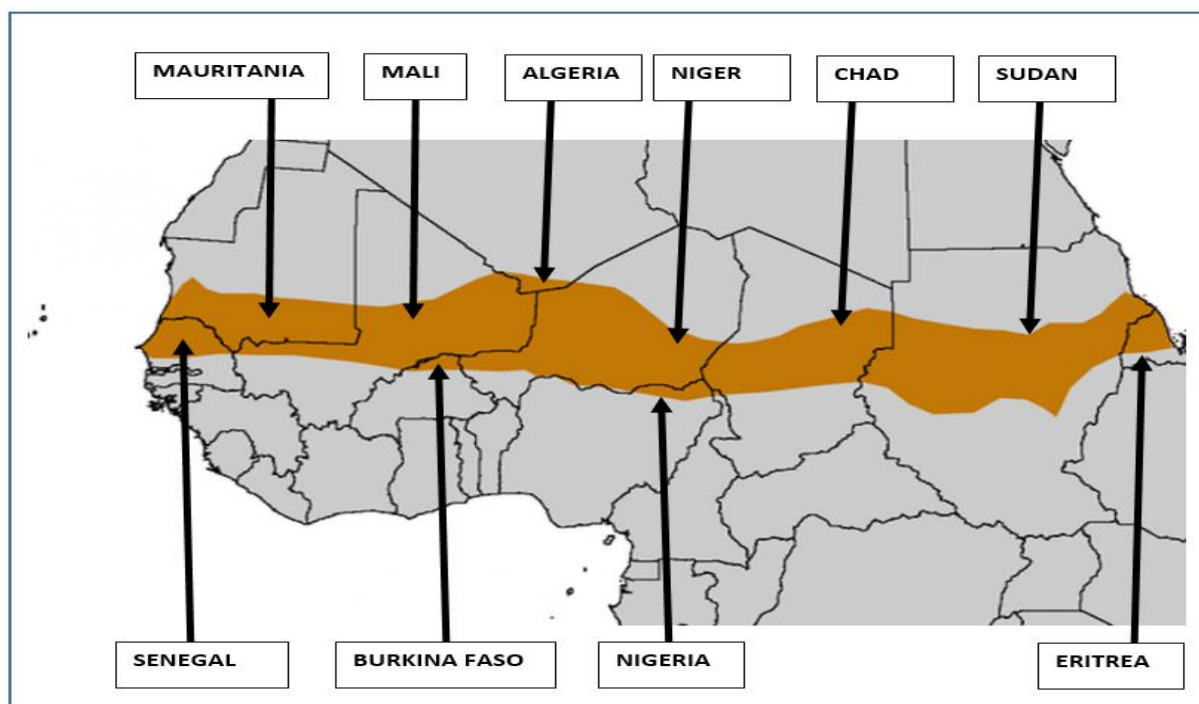 MAURITANIA
MALI
ALGERIA
NIGER
CHAD
SUDAN
SENEGAL
BURKINA FASO
NIGERIA
ERITREA